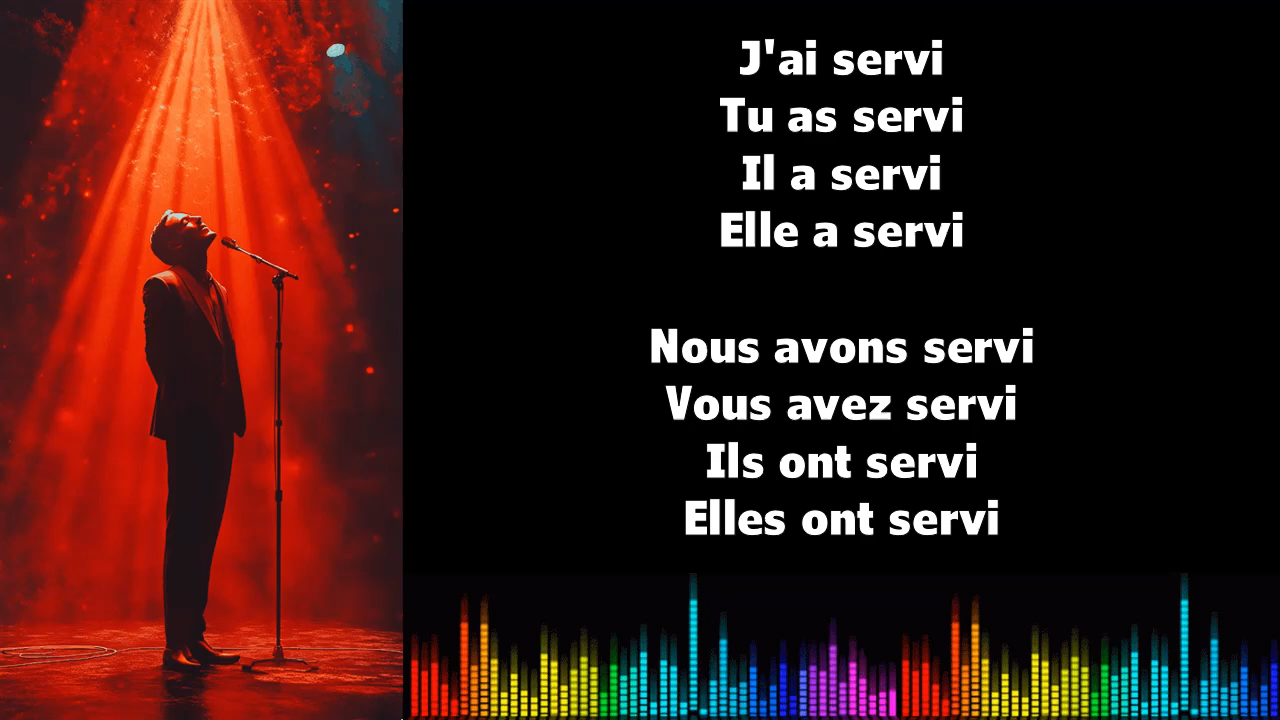 J'ai servi
Tu as servi
Il a servi
Elle a servi
Nous avons servi
Vous avez servi
Ils ont servi
Elles ont servi